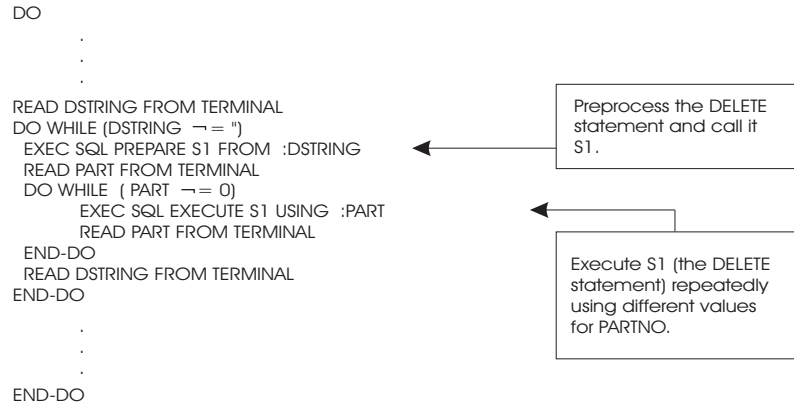 DO
.
.
.
READ DSTRING FROM TERMINAL
DO WHILE (DSTRING ¬= '')
EXEC SQL PREPARE S1 FROM :DSTRING
READ PART FROM TERMINAL
DO WHILE ( PART ¬= 0)
EXEC SQL EXECUTE S1 USING :PART
READ PART FROM TERMINAL
END-DO
READ DSTRING FROM TERMINAL
END-DO
.
.
.
END-DO
Preprocess the DELETE
statement and call it
S1.
Execute S1 (the DELETE
statement) repeatedly
using different values
for PARTNO.